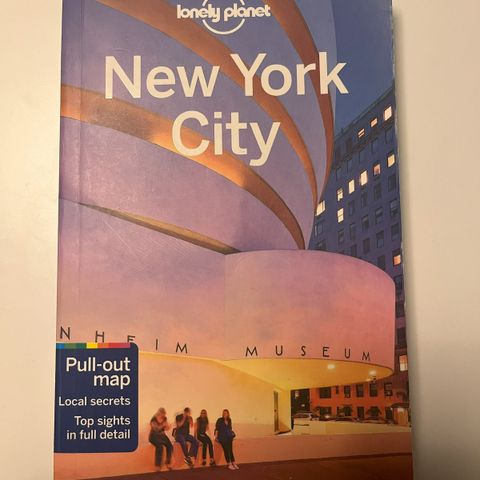 lonely planet
New York
City
NHEIM MUSEUM
Pull-out
map
Local secrets
Top sights
in full detail